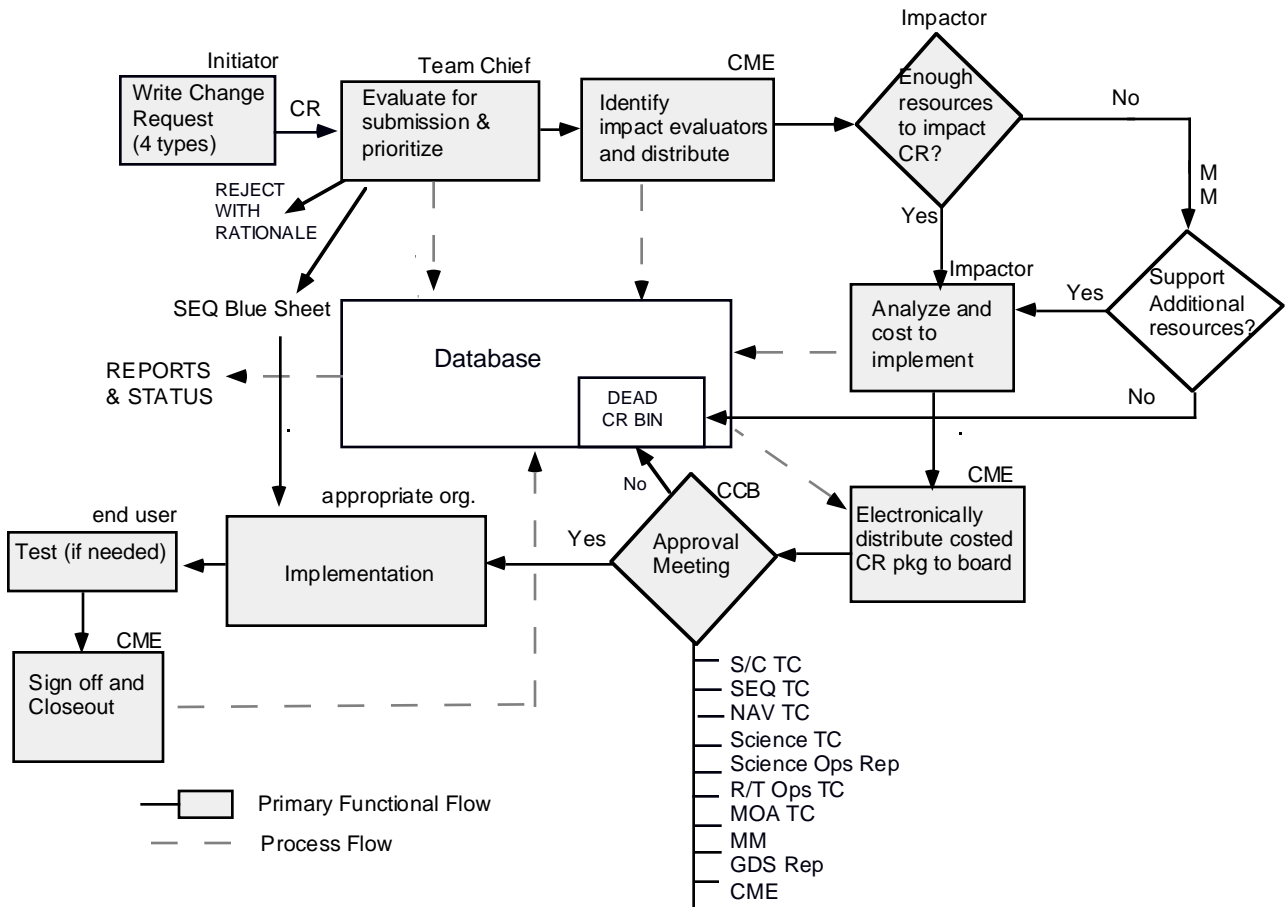 Impactor
Initiator
Team Chief
CME
Write Change
Request
(4 types)
CR
Evaluate for
submission &
prioritize
Identify
impact evaluators
and distribute
Enough
resources
to impact
CR?
No
M
M
REJECT
WITH
RATIONALE
Yes
Impactor
SEQ Blue Sheet
Analyze and
cost to
implement
Yes
Support
Additional
resources?
Database
REPORTS
& STATUS
DEAD
CR BIN
No
No
CCB
CME
appropriate org.
end user
Test (if needed)
Implementation
Yes
Approval
Meeting
Electronically
distribute costed
CR pkg to board
CME
Sign off and
Closeout
S/C TC
SEQ TC
NAV TC
Science TC
Science Ops Rep
R/T Ops TC
MOA TC
MM
GDS Rep
CME
Primary Functional Flow
Process Flow